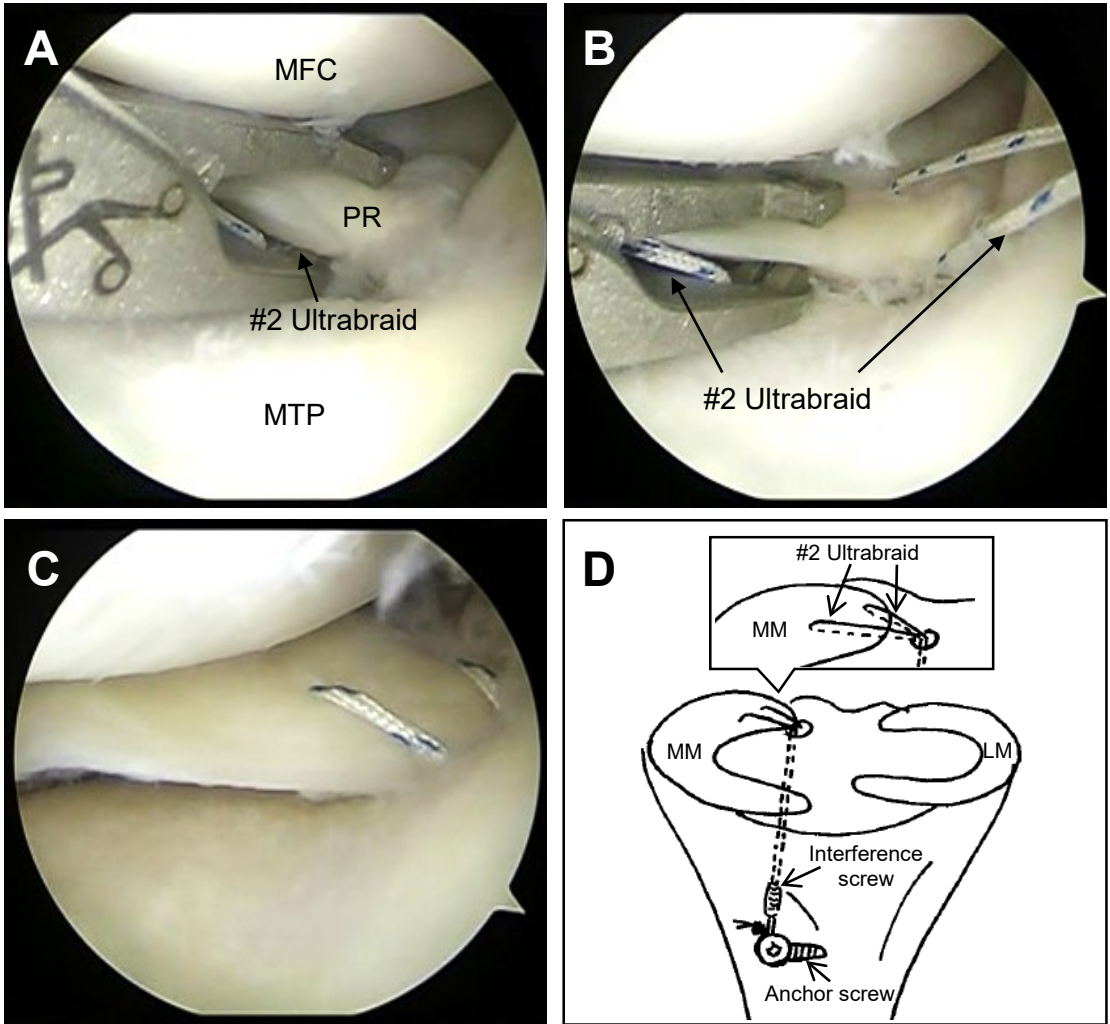 A
MFC
PR
#2 Ultrabraid
MTP
B
#2 Ultrabraid
C
D
#2 Ultrabraid
MM
MM
LM
Interference
screw
Anchor screw